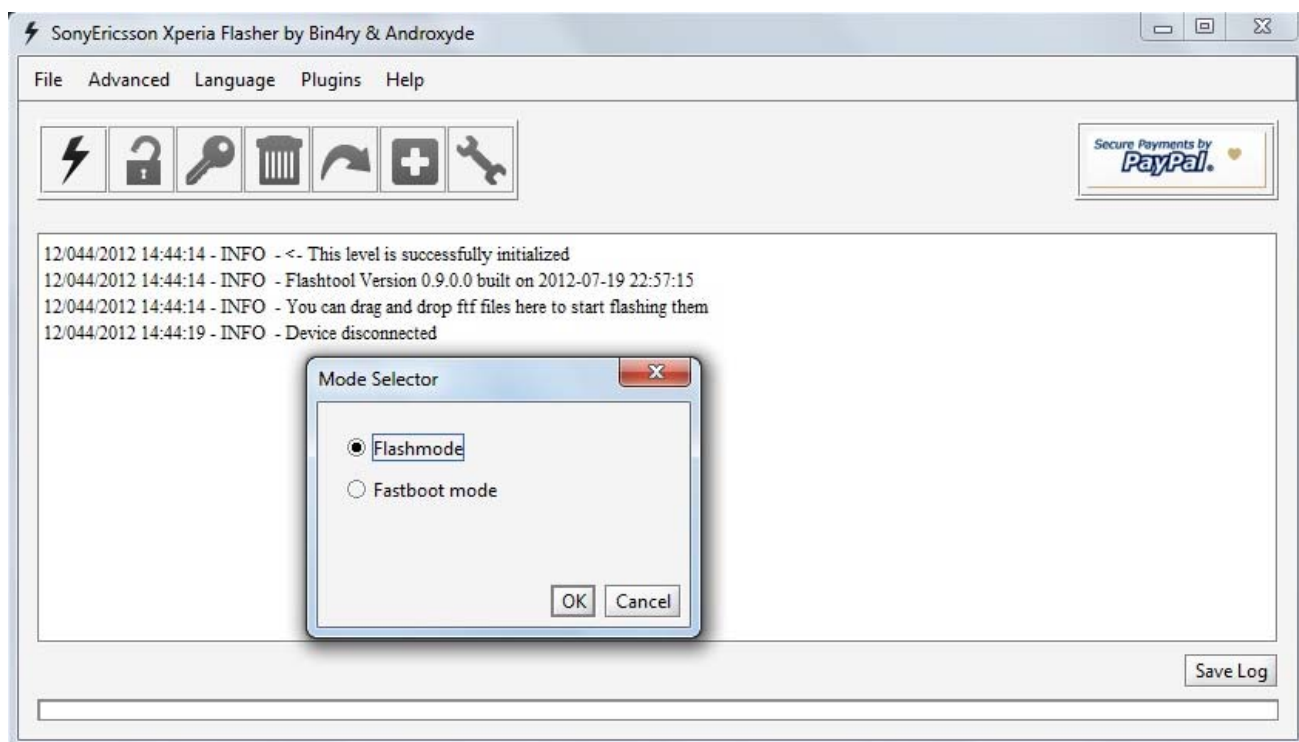 SonyEricsson Xperia Flasher by Bin4ry & Androxyde
File Advanced Language Plugins Help
Secure Payments by
PayPal.
12/044/2012 14:44:14 - INFO - <- This level is successfully initialized
12/044/2012 14:44:14 - INFO - Flashtool Version 0.9.0.0 built on 2012-07-19 22:57:15
12/044/2012 14:44:14 - INFO - You can drag and drop ftf files here to start flashing them
12/044/2012 14:44:19 - INFO - Device disconnected
Mode Selector
Flashmode
Fastboot mode
OK Cancel
Save Log